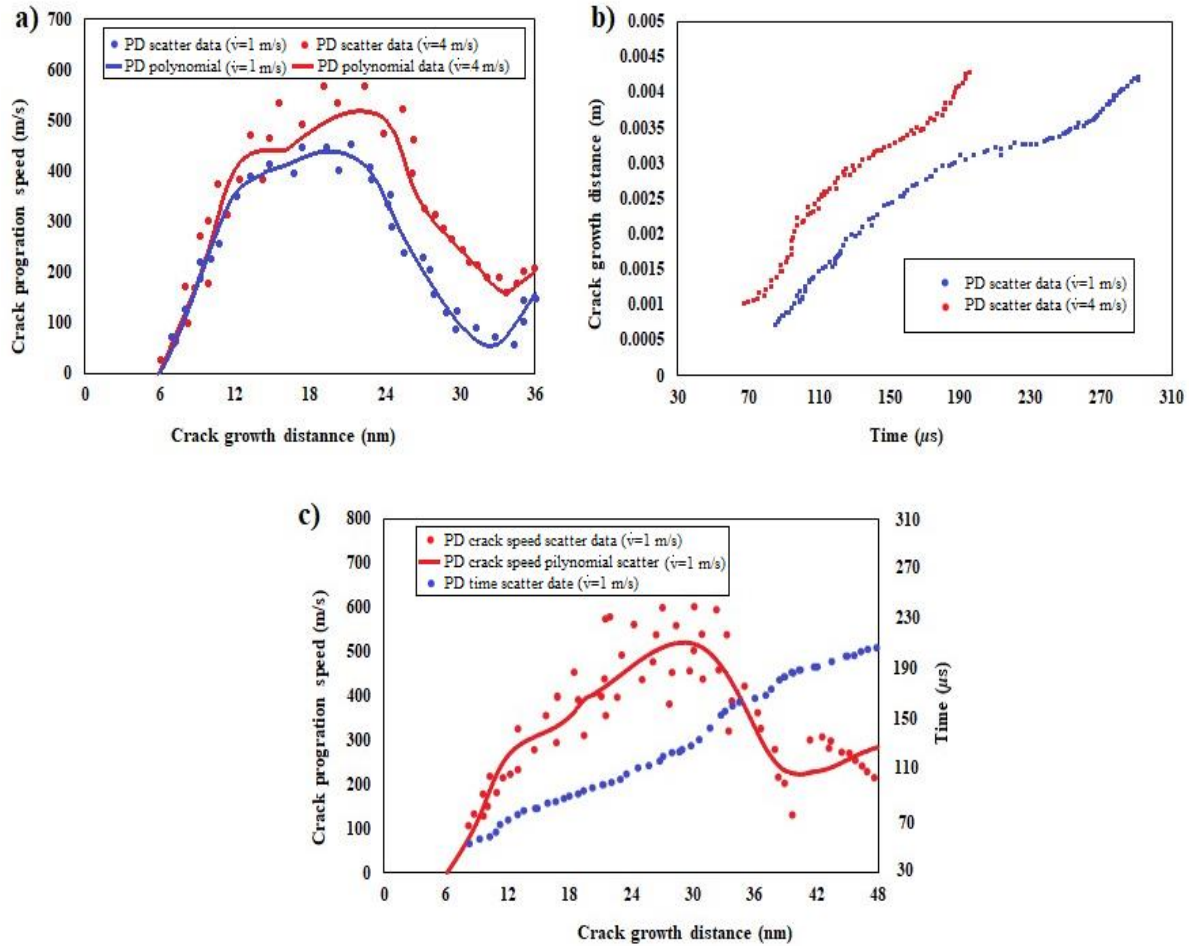 a)
700
600
500
400
300
200
100
0
Crack progration speed (m/s)
PD scatter data (v̇=1 m/s)
PD scatter data (v̇=4 m/s)
PD polynomial (v̇=1 m/s)
PD polynomial data (v̇=4 m/s)
0 6 12 18 24 30 36
Crack growth distannce (nm)
b)
0.005
0.0045
0.004
0.0035
0.003
0.0025
0.002
0.0015
0.001
0.0005
0
Crack growth distance (m)
PD scatter data (v̇=1 m/s)
PD scatter data (v̇=4 m/s)
30 70 110 150 190 230 270 310
Time (μs)
c)
800
700
600
500
400
300
200
100
0
Crack progration speed (m/s)
PD crack speed scatter data (v̇=1 m/s)
PD crack speed pilynomial scatter (v̇=1 m/s)
PD time scatter date (v̇=1 m/s)
310
270
230
190
150
110
70
30
Time (μs)
0 6 12 18 24 30 36 42 48
Crack growth distance (nm)